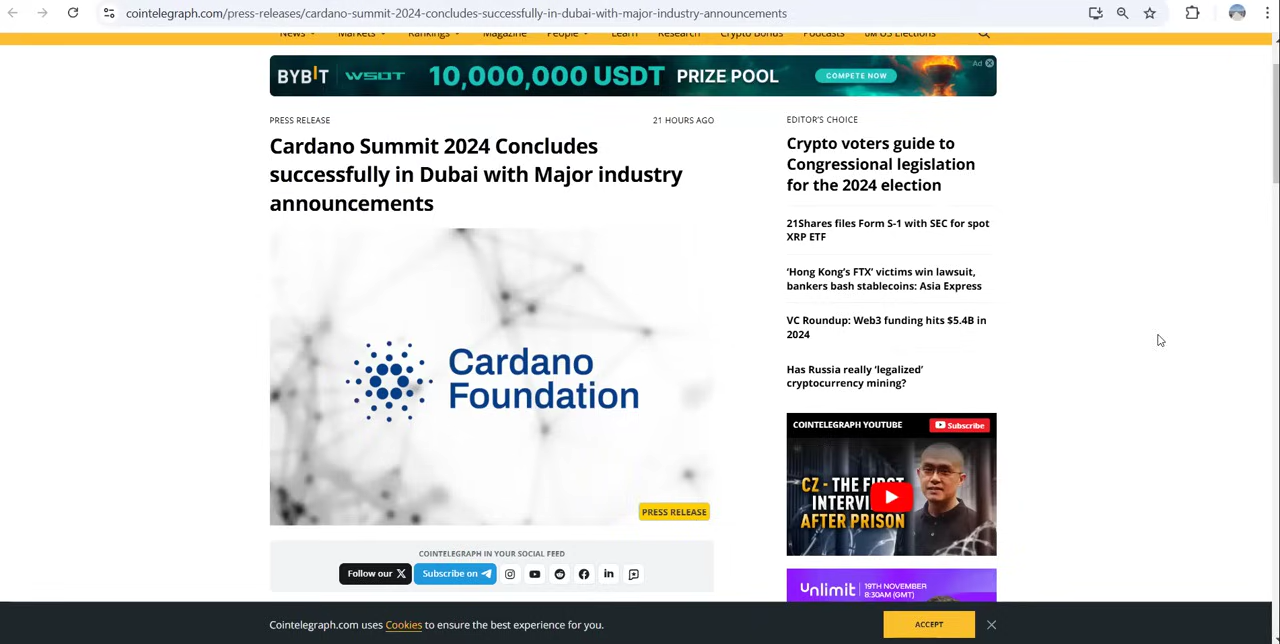 cointelegraph.com/press-releases/cardano-summit-2024-concludes-successfully-in-dubai-with-major-industry-announcements
News Markets Rankings Magazine People Learn Research Crypto Bonus Podcasts US Elections
BYBIT WSOT 10,000,000 USDT PRIZE POOL COMPETE NOW Ad
PRESS RELEASE 21 HOURS AGO
Cardano Summit 2024 Concludes
successfully in Dubai with Major industry
announcements
Cardano
Foundation
PRESS RELEASE
COINTELEGRAPH IN YOUR SOCIAL FEED
Follow our X Subscribe on
EDITOR'S CHOICE
Crypto voters guide to
Congressional legislation
for the 2024 election
21Shares files Form S-1 with SEC for spot
XRP ETF
‘Hong Kong’s FTX’ victims win lawsuit,
bankers bash stablecoins: Asia Express
VC Roundup: Web3 funding hits $5.4B in
2024
Has Russia really ‘legalized’
cryptocurrency mining?
COINTELEGRAPH YOUTUBE Subscribe
CZ - THE FIRST
INTERVIEW
AFTER PRISON
Unlimit 19TH NOVEMBER
8:30AM (GMT)
Cointelegraph.com uses Cookies to ensure the best experience for you.
ACCEPT